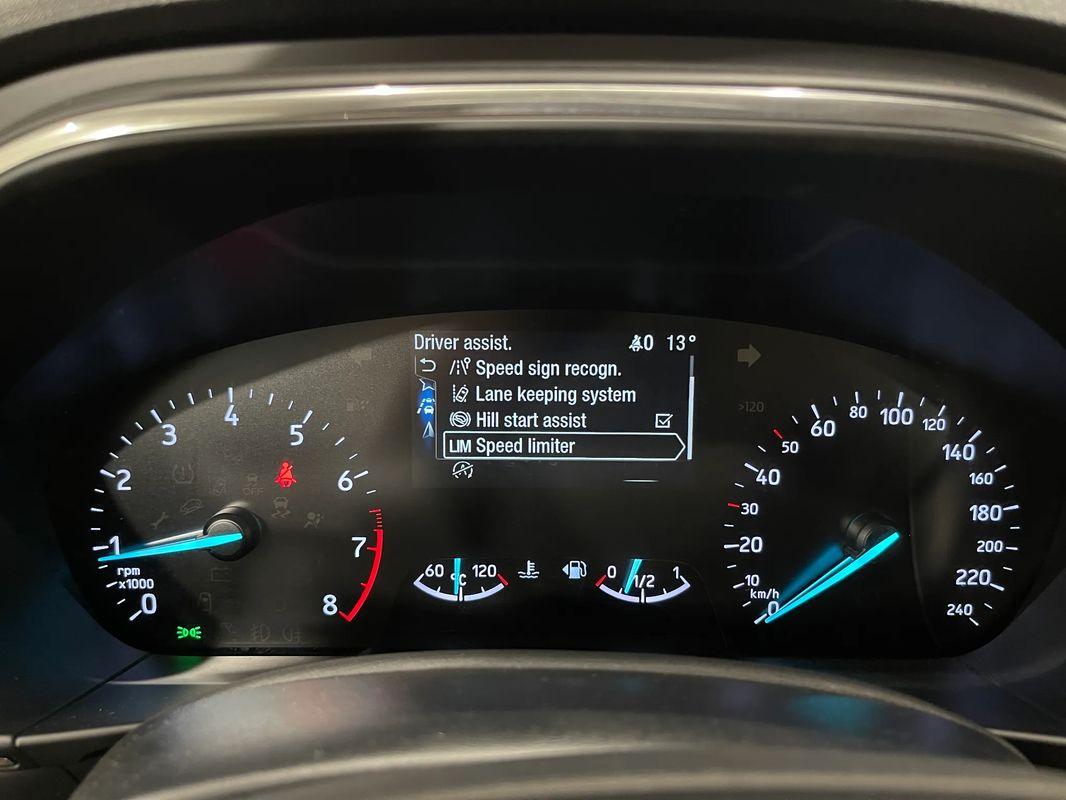 Driver assist. 0 13°
Speed sign recogn.
Lane keeping system
Hill start assist
LIM Speed limiter
0 1 2 3 4 5 6 7 8
rpm
x1000
OFF
60 °C 120
0 1/2 1
>120
0 10 20 30 40 50 60 80 100 120 140 160 180 200 220 240
km/h